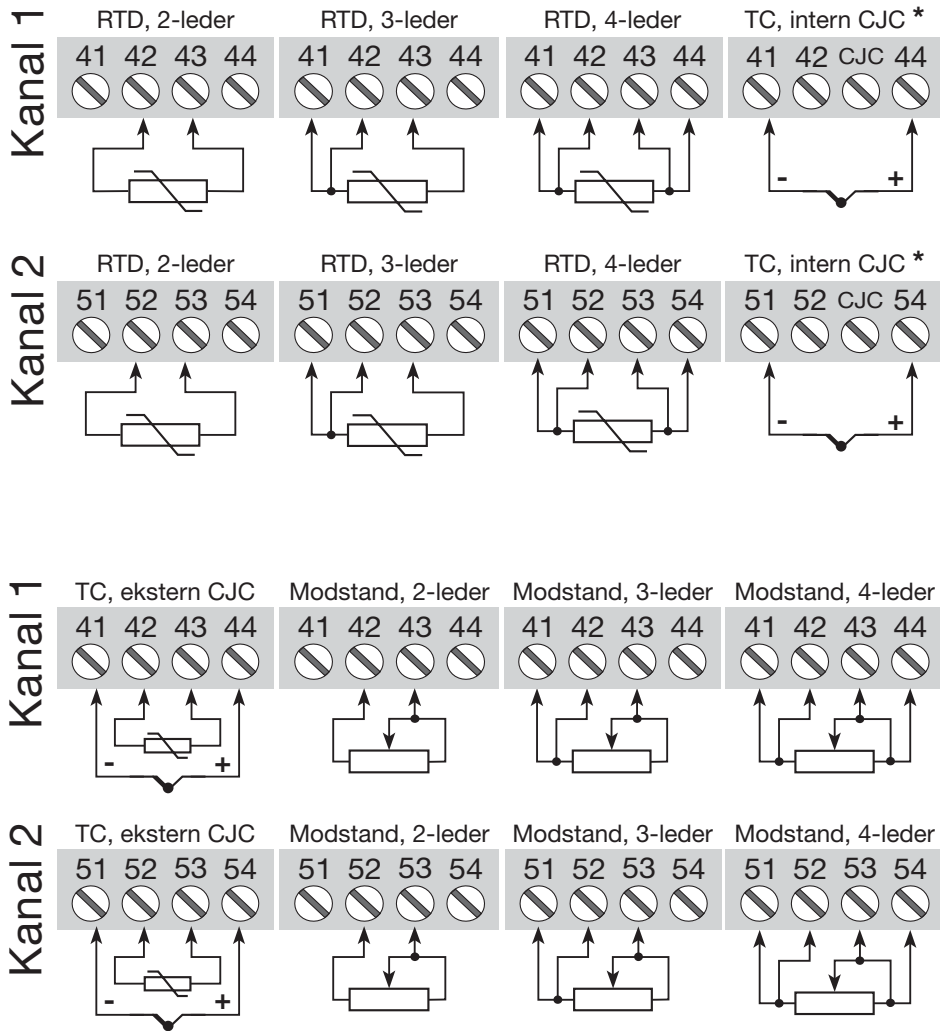 Kanal 1
RTD, 2-leder RTD, 3-leder RTD, 4-leder TC, intern CJC *
41 42 43 44 41 42 43 44 41 42 43 44 41 42 CJC 44
- +
Kanal 2
RTD, 2-leder RTD, 3-leder RTD, 4-leder TC, intern CJC *
51 52 53 54 51 52 53 54 51 52 53 54 51 52 CJC 54
- +
Kanal 1
TC, ekstern CJC Modstand, 2-leder Modstand, 3-leder Modstand, 4-leder
41 42 43 44 41 42 43 44 41 42 43 44 41 42 43 44
- +
Kanal 2
TC, ekstern CJC Modstand, 2-leder Modstand, 3-leder Modstand, 4-leder
51 52 53 54 51 52 53 54 51 52 53 54 51 52 53 54
- +